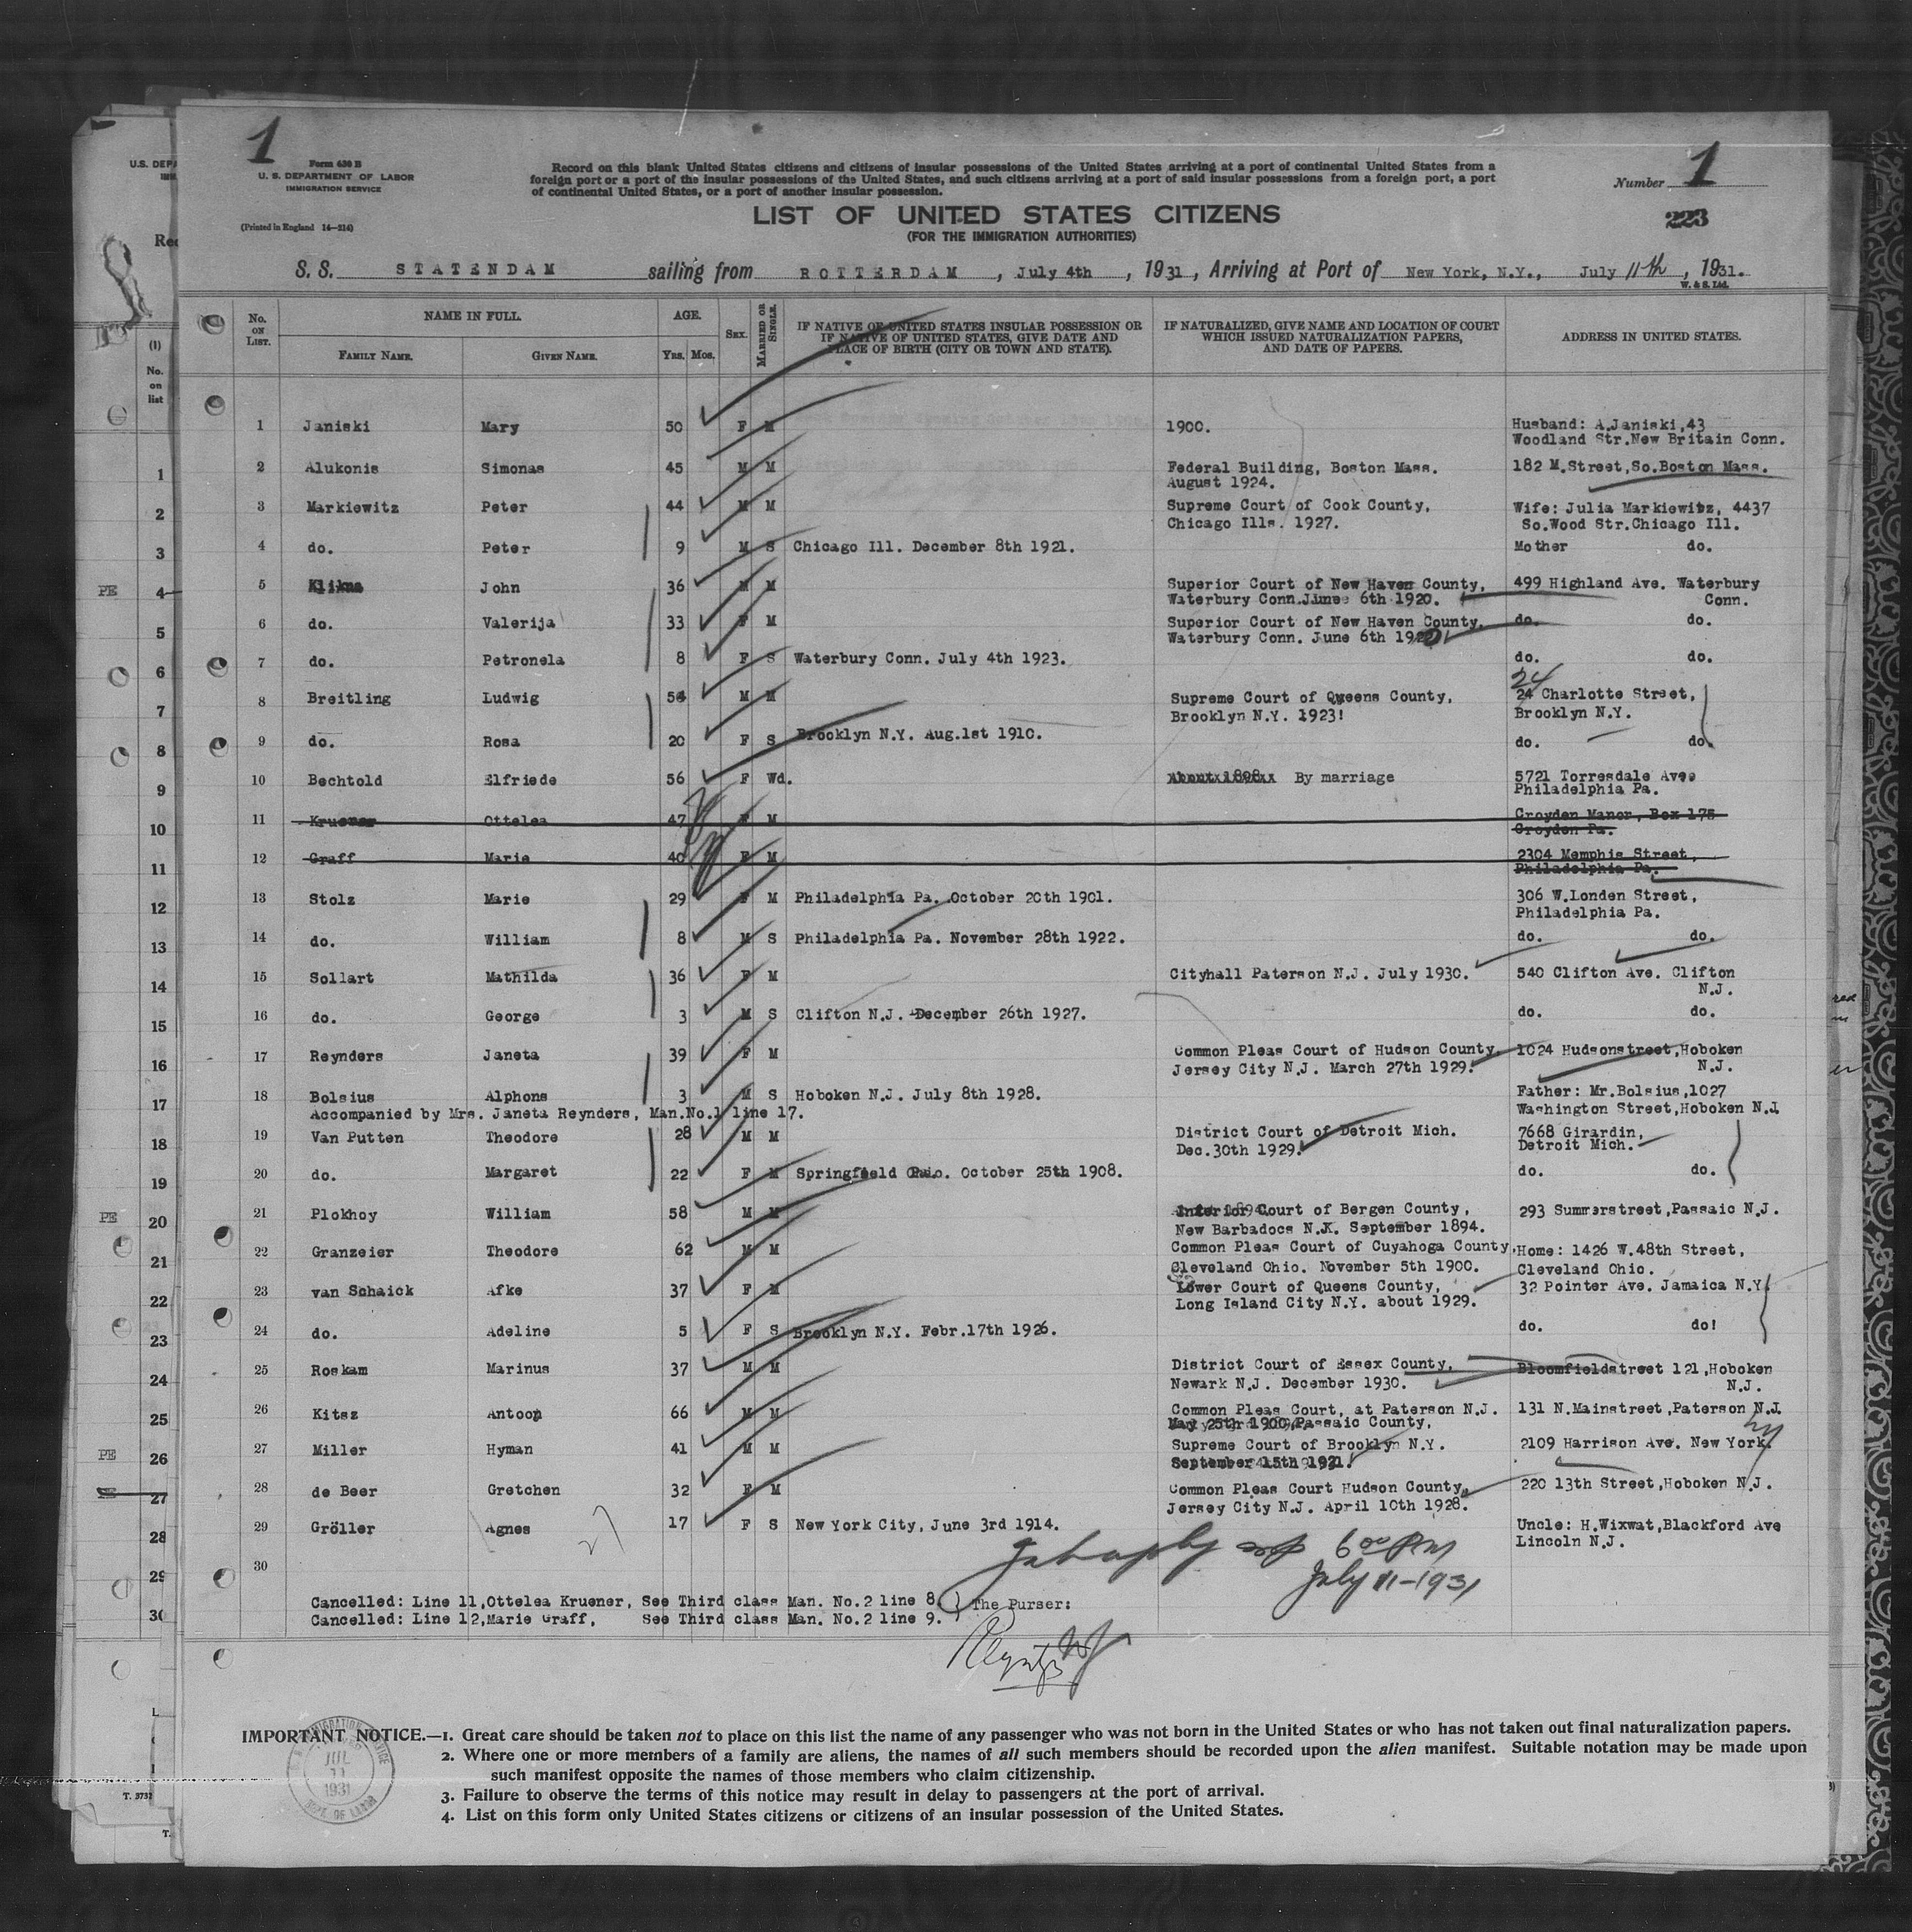 1
Form 630 B
U. S. DEPARTMENT OF LABOR
IMMIGRATION SERVICE
(Printed in England 14—314)
Record on this blank United States citizens and citizens of insular possessions of the United States arriving at a port of continental United States from a
foreign port or a port of the insular possessions of the United States, and such citizens arriving at a port of said insular possessions from a foreign port, a port
of continental United States, or a port of another insular possession.
Number 1
223
LIST OF UNITED STATES CITIZENS
(FOR THE IMMIGRATION AUTHORITIES)
S. S. STATENDAM sailing from ROTTERDAM, July 4th, 1931, Arriving at Port of New York, N.Y., July 11th, 1931.
W. & S. Ltd.
No. ON LIST.
NAME IN FULL.
FAMILY NAME.
GIVEN NAME.
AGE.
Yrs. Mos.
SEX.
MARRIED OR SINGLE.
IF NATIVE OF UNITED STATES INSULAR POSSESSION OR
IF NATIVE OF UNITED STATES, GIVE DATE AND
PLACE OF BIRTH (CITY OR TOWN AND STATE).
IF NATURALIZED, GIVE NAME AND LOCATION OF COURT
WHICH ISSUED NATURALIZATION PAPERS,
AND DATE OF PAPERS.
ADDRESS IN UNITED STATES.
1 Janiski Mary 50 F M 1900. Husband: A.Janiski,43
Woodland Str.New Britain Conn.
2 Alukonis Simonas 45 M M Federal Building, Boston Mass. 182 M.Street,So.Boston Mass.
August 1924.
3 Markiewitz Peter 44 M M Supreme Court of Cook County, Wife: Julia Markiewitz, 4437
Chicago Ills. 1927. So.Wood Str.Chicago Ill.
4 do. Peter 9 M S Chicago Ill. December 8th 1921. Mother do.
5 John 36 M M Superior Court of New Haven County, 499 Highland Ave. Waterbury
Waterbury Conn. June 6th 1920. Conn.
6 do. Valerija 33 F M Superior Court of New Haven County, do. do.
Waterbury Conn. June 6th 1920
7 do. Petronela 8 F S Waterbury Conn. July 4th 1923. do. do.
8 Breitling Ludwig 54 M M Supreme Court of Queens County, 24 Charlotte Street,
Brooklyn N.Y. 1923! Brooklyn N.Y.
9 do. Rosa 20 F S Brooklyn N.Y. Aug.1st 1910. do. do.
10 Bechtold Elfriede 56 F Wd. By marriage 5721 Torresdale Ave.
Philadelphia Pa.
11 Kruener Ottelea 47 F M Croyden Manor, Box 175
Croyden Pa.
12 Graff Marie 40 F M 2304 Memphis Street,
Philadelphia Pa.
13 Stolz Marie 29 F M Philadelphia Pa. October 20th 1901. 306 W.Londen Street,
Philadelphia Pa.
14 do. William 8 M S Philadelphia Pa. November 28th 1922. do. do.
15 Sollart Mathilda 36 F M Cityhall Paterson N.J. July 1930. 540 Clifton Ave. Clifton
N.J.
16 do. George 3 M S Clifton N.J. December 26th 1927. do. do.
17 Reynders Janeta 39 F M Common Pleas Court of Hudson County, 1024 Hudsonstreet,Hoboken
Jersey City N.J. March 27th 1929. N.J.
18 Bolsius Alphons 3 M S Hoboken N.J. July 8th 1928. Father: Mr.Bolsius,1027
Accompanied by Mrs. Janeta Reynders, Man.No.1 line 17. Washington Street,Hoboken N.J.
19 Van Putten Theodore 28 M M District Court of Detroit Mich. 7668 Girardin,
Dec.30th 1929. Detroit Mich.
20 do. Margaret 22 F M Springfield October 25th 1908. do. do.
21 Plokhoy William 58 M M Court of Bergen County, 293 Summerstreet,Passaic N.J.
New Barbadocs N.K. September 1894.
22 Granzeier Theodore 62 M M Common Pleas Court of Cuyahoga County, Home: 1426 W.48th Street,
Cleveland Ohio. November 5th 1900. Cleveland Ohio.
23 van Schaick Afke 37 F M Lower Court of Queens County, 32 Pointer Ave. Jamaica N.Y.
Long Island City N.Y. about 1929.
24 do. Adeline 5 F S Brooklyn N.Y. Febr.17th 1926. do. do!
25 Roskam Marinus 37 M M District Court of Essex County, Bloomfieldstreet 121,Hoboken
Newark N.J. December 1930. N.J.
26 Kitsz Antoon 66 M M Common Pleas Court, at Paterson N.J. 131 N.Mainstreet,Paterson N.J.
May 25th 1900,Passaic County,
27 Miller Hyman 41 M M Supreme Court of Brooklyn N.Y. 2109 Harrison Ave. New York. NY
September 15th 1921.
28 de Beer Gretchen 32 F M Common Pleas Court Hudson County, 220 13th Street,Hoboken N.J.
Jersey City N.J. April 10th 1928.
29 Gröller Agnes 17 F S New York City, June 3rd 1914. Uncle: H.Wixwat,Blackford Ave
Lincoln N.J.
30
6 00 PM
July 11-1931
Cancelled: Line 11,Ottelea Kruener, See Third class Man. No.2 line 8.
Cancelled: Line 12,Marie Graff, See Third class Man. No.2 line 9. ) The Purser:
IMPORTANT NOTICE.—1. Great care should be taken not to place on this list the name of any passenger who was not born in the United States or who has not taken out final naturalization papers.
2. Where one or more members of a family are aliens, the names of all such members should be recorded upon the alien manifest. Suitable notation may be made upon
such manifest opposite the names of those members who claim citizenship.
3. Failure to observe the terms of this notice may result in delay to passengers at the port of arrival.
4. List on this form only United States citizens or citizens of an insular possession of the United States.
JUL
11
1931